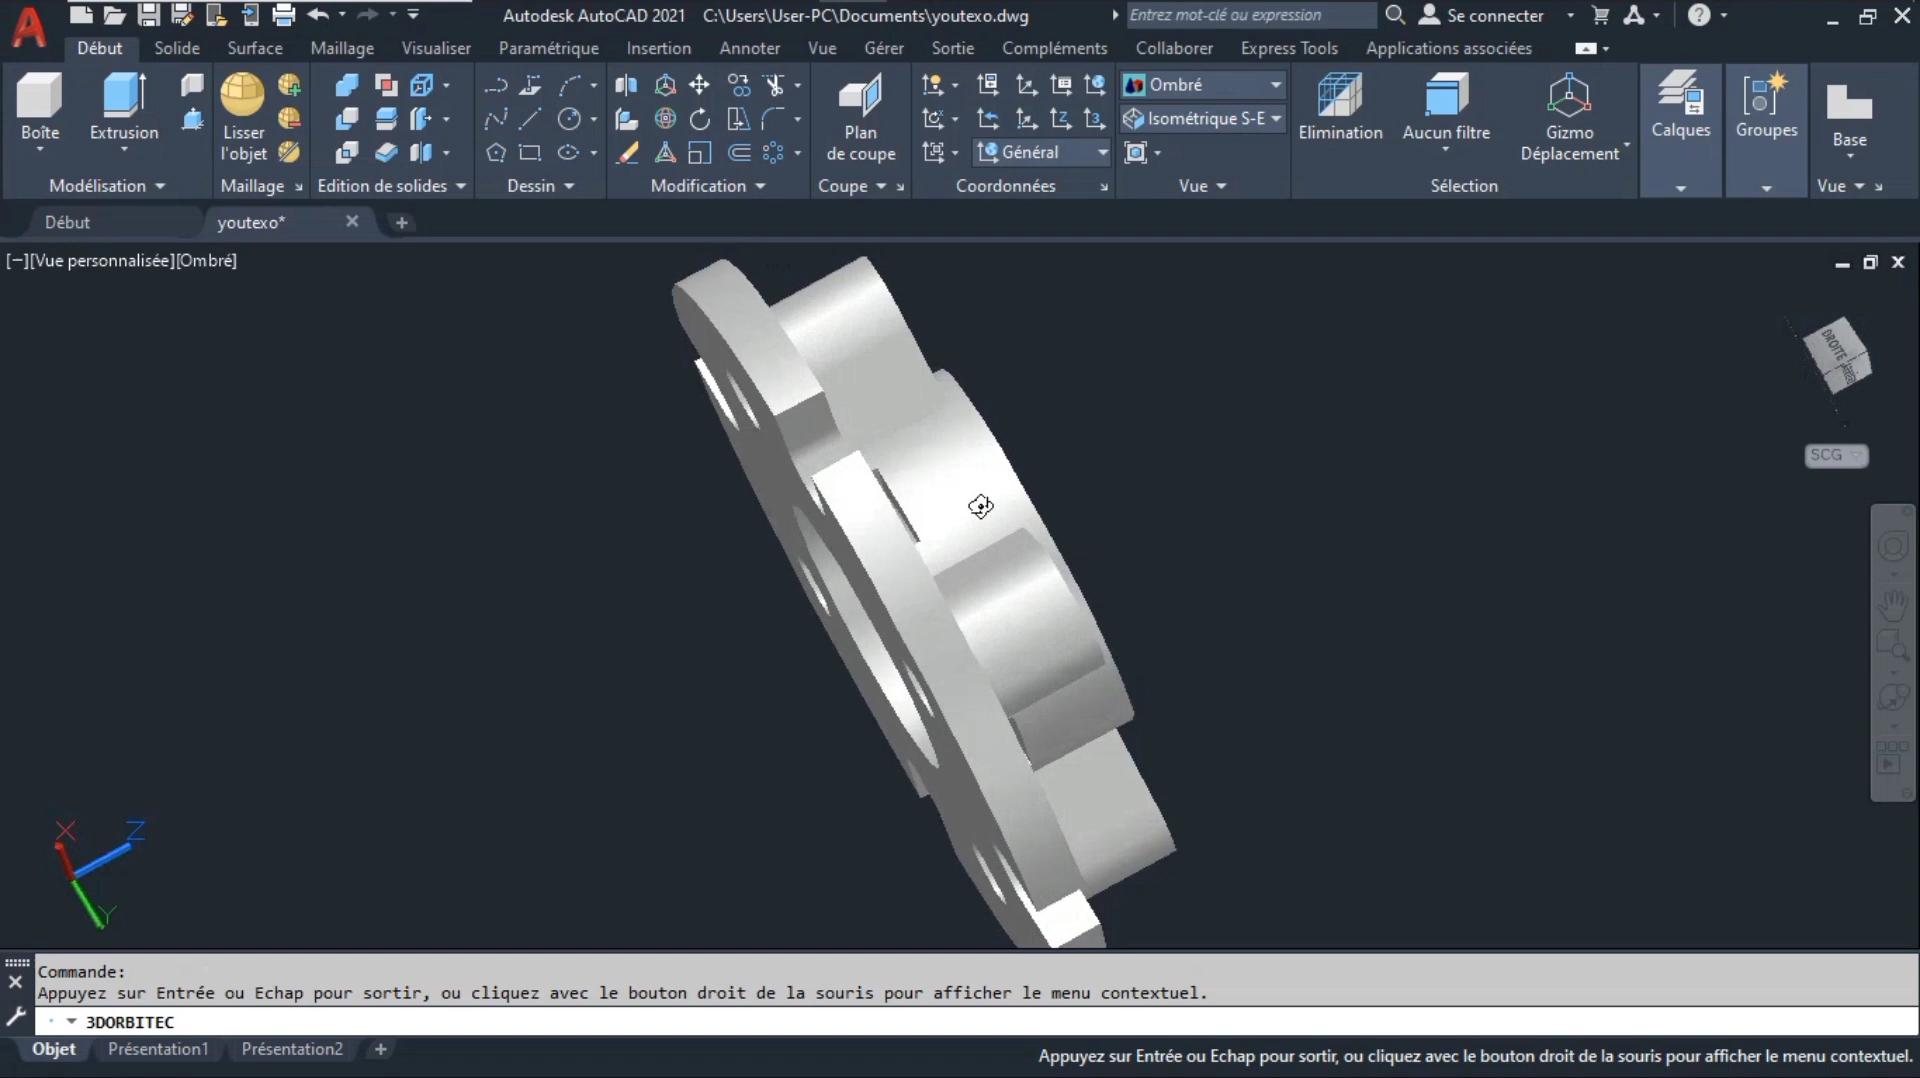 Autodesk AutoCAD 2021 C:\Users\User-PC\Documents\youtexo.dwg
Entrez mot-clé ou expression
Se connecter
Début Solide Surface Maillage Visualiser Paramétrique Insertion Annoter Vue Gérer Sortie Compléments Collaborer Express Tools Applications associées
Boîte
Extrusion
Lisser
l'objet
Plan
de coupe
Général
Ombré
Isométrique S-E
Elimination
Aucun filtre
Gizmo
Déplacement
Calques
Groupes
Base
Modélisation Maillage Edition de solides Dessin Modification Coupe Coordonnées Vue Sélection Vue
Début youtexo*
[−][Vue personnalisée][Ombré]
DROITE
SCG
X
Z
Y
Commande:
Appuyez sur Entrée ou Echap pour sortir, ou cliquez avec le bouton droit de la souris pour afficher le menu contextuel.
3DORBITEC
Objet Présentation1 Présentation2
Appuyez sur Entrée ou Echap pour sortir, ou cliquez avec le bouton droit de la souris pour afficher le menu contextuel.